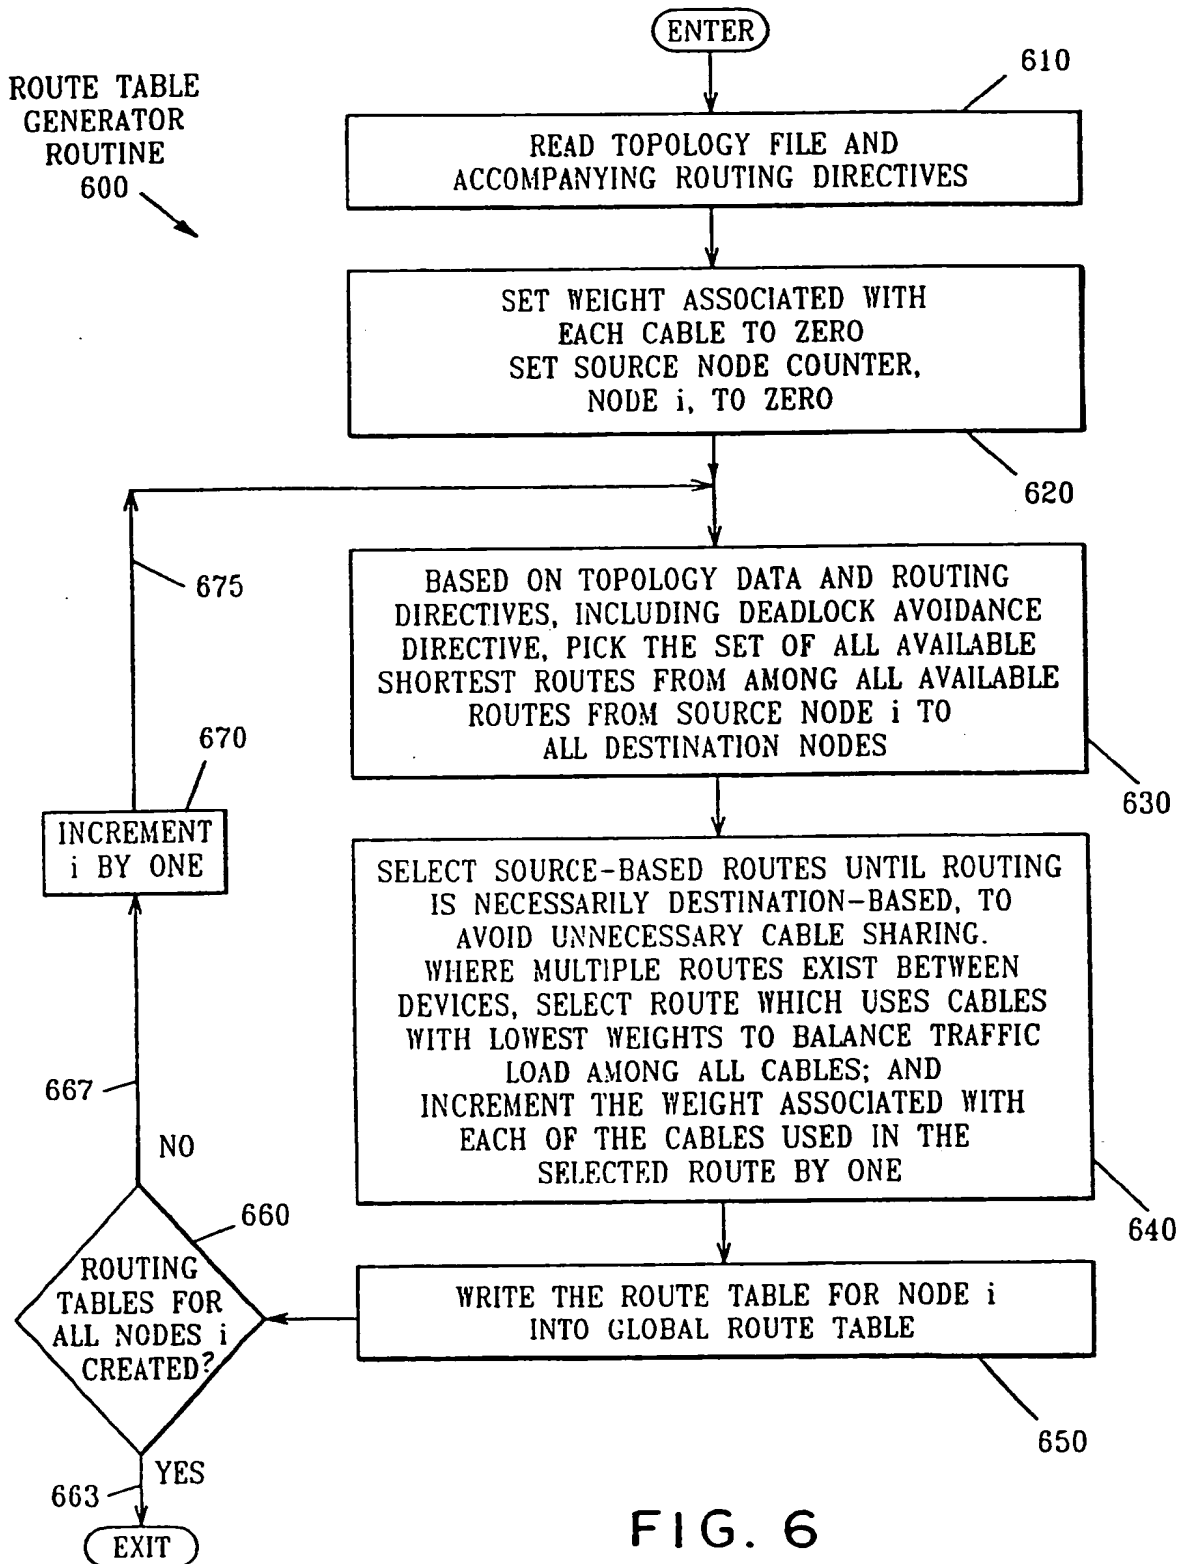 ENTER
ROUTE TABLE
GENERATOR
ROUTINE
600
610
READ TOPOLOGY FILE AND
ACCOMPANYING ROUTING DIRECTIVES
SET WEIGHT ASSOCIATED WITH
EACH CABLE TO ZERO
SET SOURCE NODE COUNTER,
NODE i, TO ZERO
620
675
BASED ON TOPOLOGY DATA AND ROUTING
DIRECTIVES, INCLUDING DEADLOCK AVOIDANCE
DIRECTIVE, PICK THE SET OF ALL AVAILABLE
SHORTEST ROUTES FROM AMONG ALL AVAILABLE
ROUTES FROM SOURCE NODE i TO
ALL DESTINATION NODES
630
670
INCREMENT
i BY ONE
SELECT SOURCE-BASED ROUTES UNTIL ROUTING
IS NECESSARILY DESTINATION-BASED, TO
AVOID UNNECESSARY CABLE SHARING.
WHERE MULTIPLE ROUTES EXIST BETWEEN
DEVICES, SELECT ROUTE WHICH USES CABLES
WITH LOWEST WEIGHTS TO BALANCE TRAFFIC
LOAD AMONG ALL CABLES; AND
INCREMENT THE WEIGHT ASSOCIATED WITH
EACH OF THE CABLES USED IN THE
SELECTED ROUTE BY ONE
640
667
NO
660
ROUTING
TABLES FOR
ALL NODES i
CREATED?
WRITE THE ROUTE TABLE FOR NODE i
INTO GLOBAL ROUTE TABLE
650
YES
663
EXIT
FIG. 6